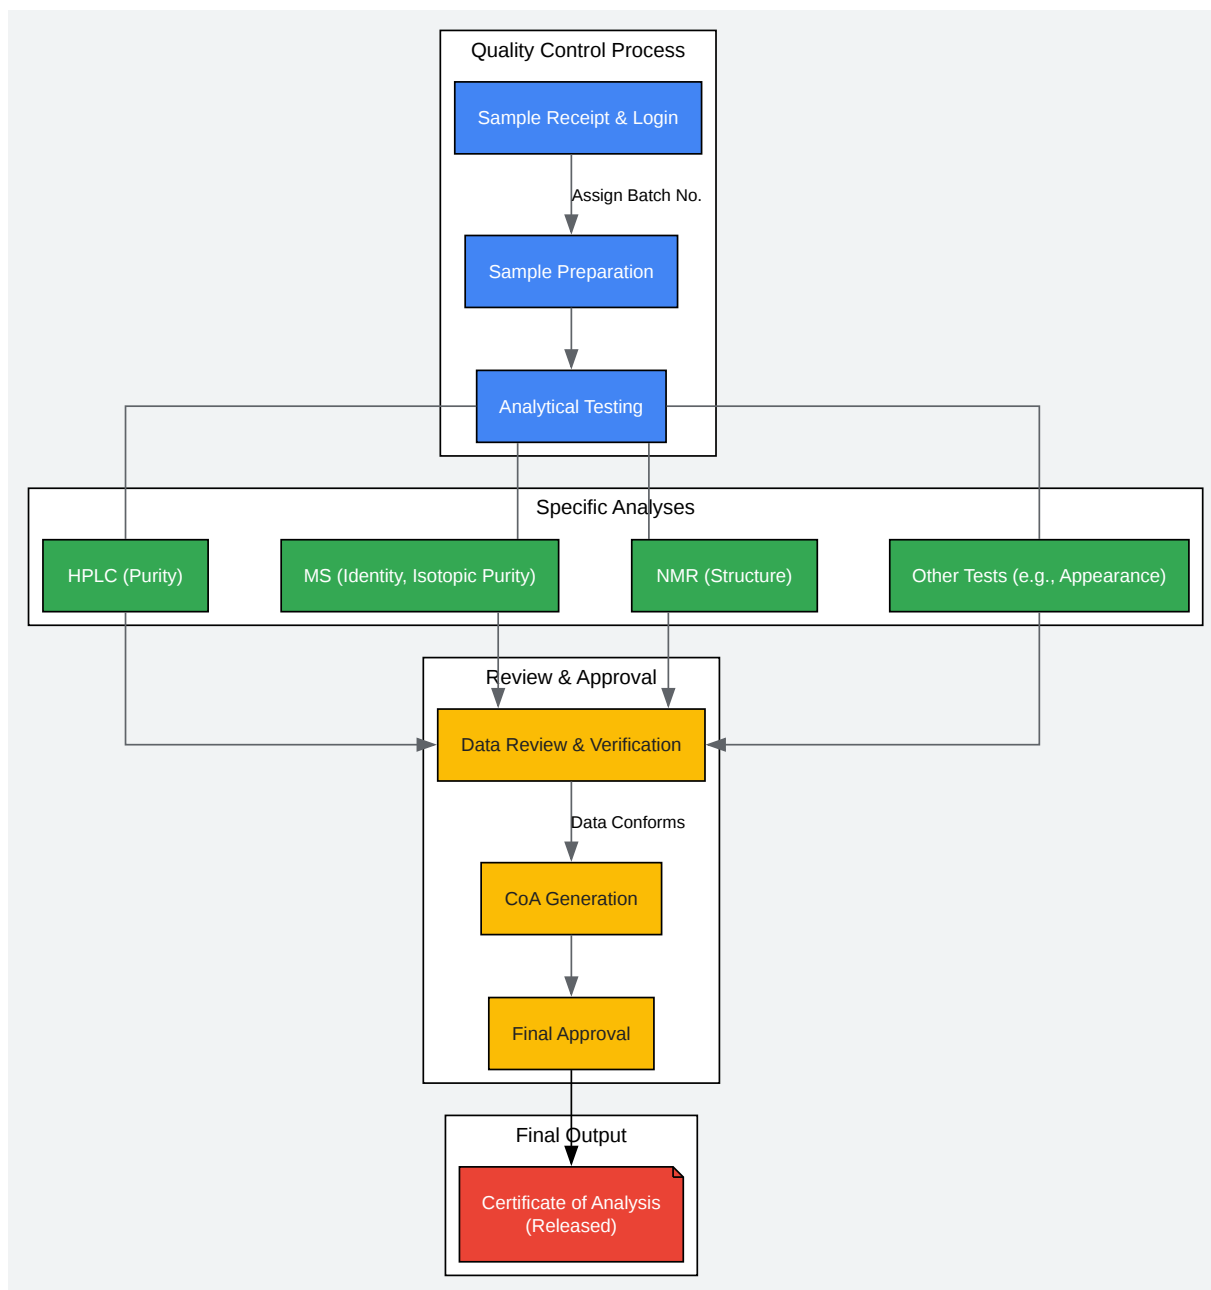 Quality Control Process
Sample Receipt & Login
Assign Batch No.
Sample Preparation
Analytical Testing
Specific Analyses
HPLC (Purity)
MS (Identity, Isotopic Purity)
NMR (Structure)
Other Tests (e.g., Appearance)
Review & Approval
Data Review & Verification
Data Conforms
CoA Generation
Final Approval
Final Output
Certificate of Analysis
(Released)